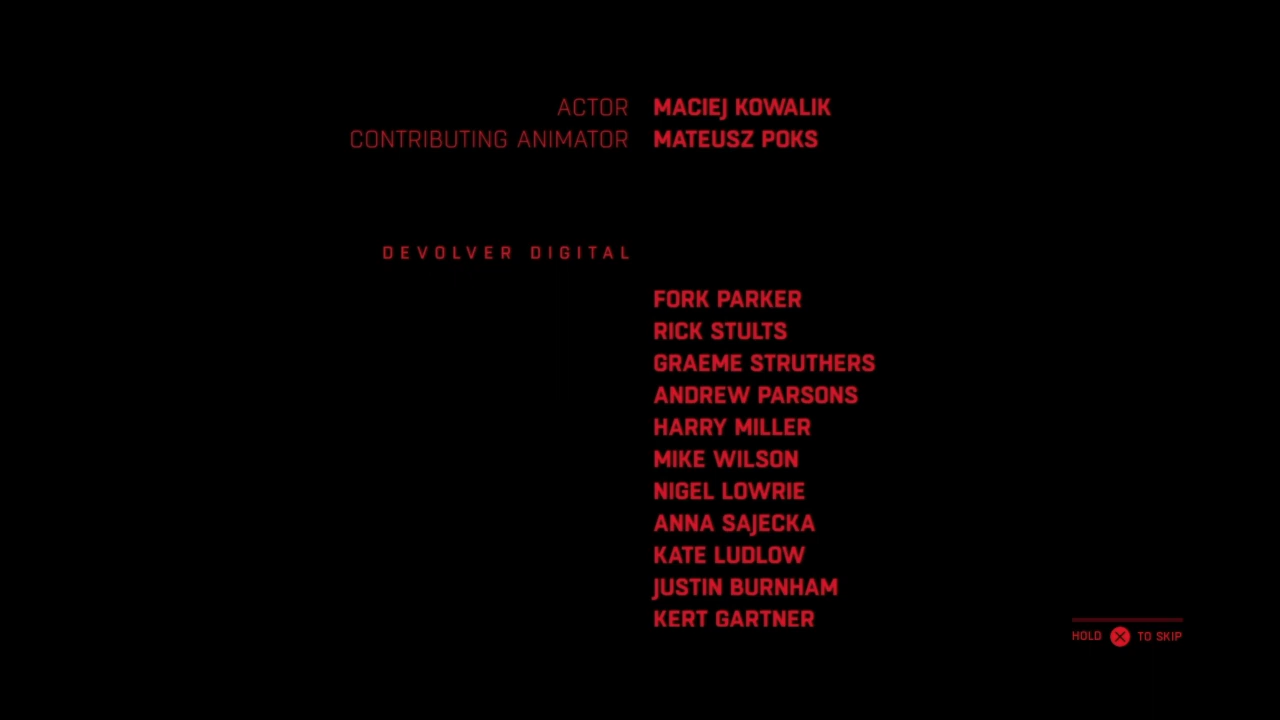 ACTOR MACIEJ KOWALIK
CONTRIBUTING ANIMATOR MATEUSZ POKS
DEVOLVER DIGITAL
FORK PARKER
RICK STULTS
GRAEME STRUTHERS
ANDREW PARSONS
HARRY MILLER
MIKE WILSON
NIGEL LOWRIE
ANNA SAJECKA
KATE LUDLOW
JUSTIN BURNHAM
KERT GARTNER
HOLD TO SKIP